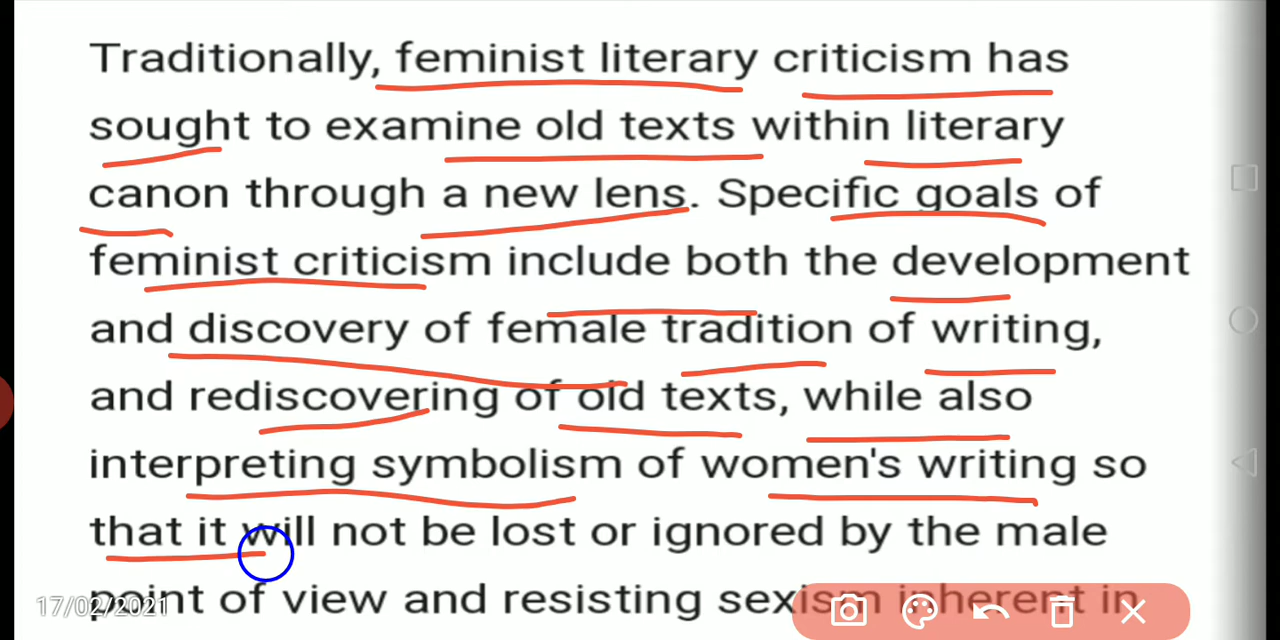 Traditionally, feminist literary criticism has
sought to examine old texts within literary
canon through a new lens. Specific goals of
feminist criticism include both the development
and discovery of female tradition of writing,
and rediscovering of old texts, while also
interpreting symbolism of women's writing so
that it will not be lost or ignored by the male
point of view and resisting sexism inherent in
17/02/2021